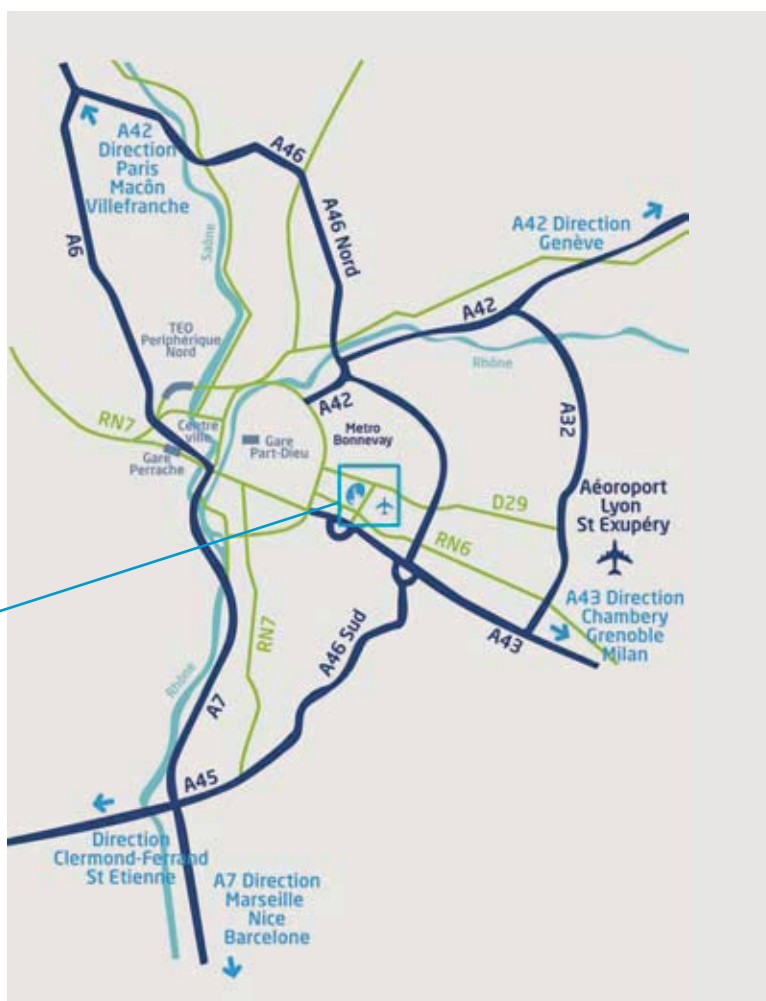 A42
Direction
Paris
Macôn
Villefranche
A46
A6
A46 Nord
Saône
A42 Direction
Genève
A42
TEO
Periphérique
Nord
Rhône
RN7
Centre
ville
A42
Metro
Bonnevay
A32
Gare
Perrache
Gare
Part-Dieu
Aéoroport
Lyon
St Exupéry
D29
RN6
A43 Direction
Chambery
Grenoble
Milan
A43
RN7
A46 Sud
Rhône
A7
A45
Direction
Clermond-Ferrand
St Etienne
A7 Direction
Marseille
Nice
Barcelone